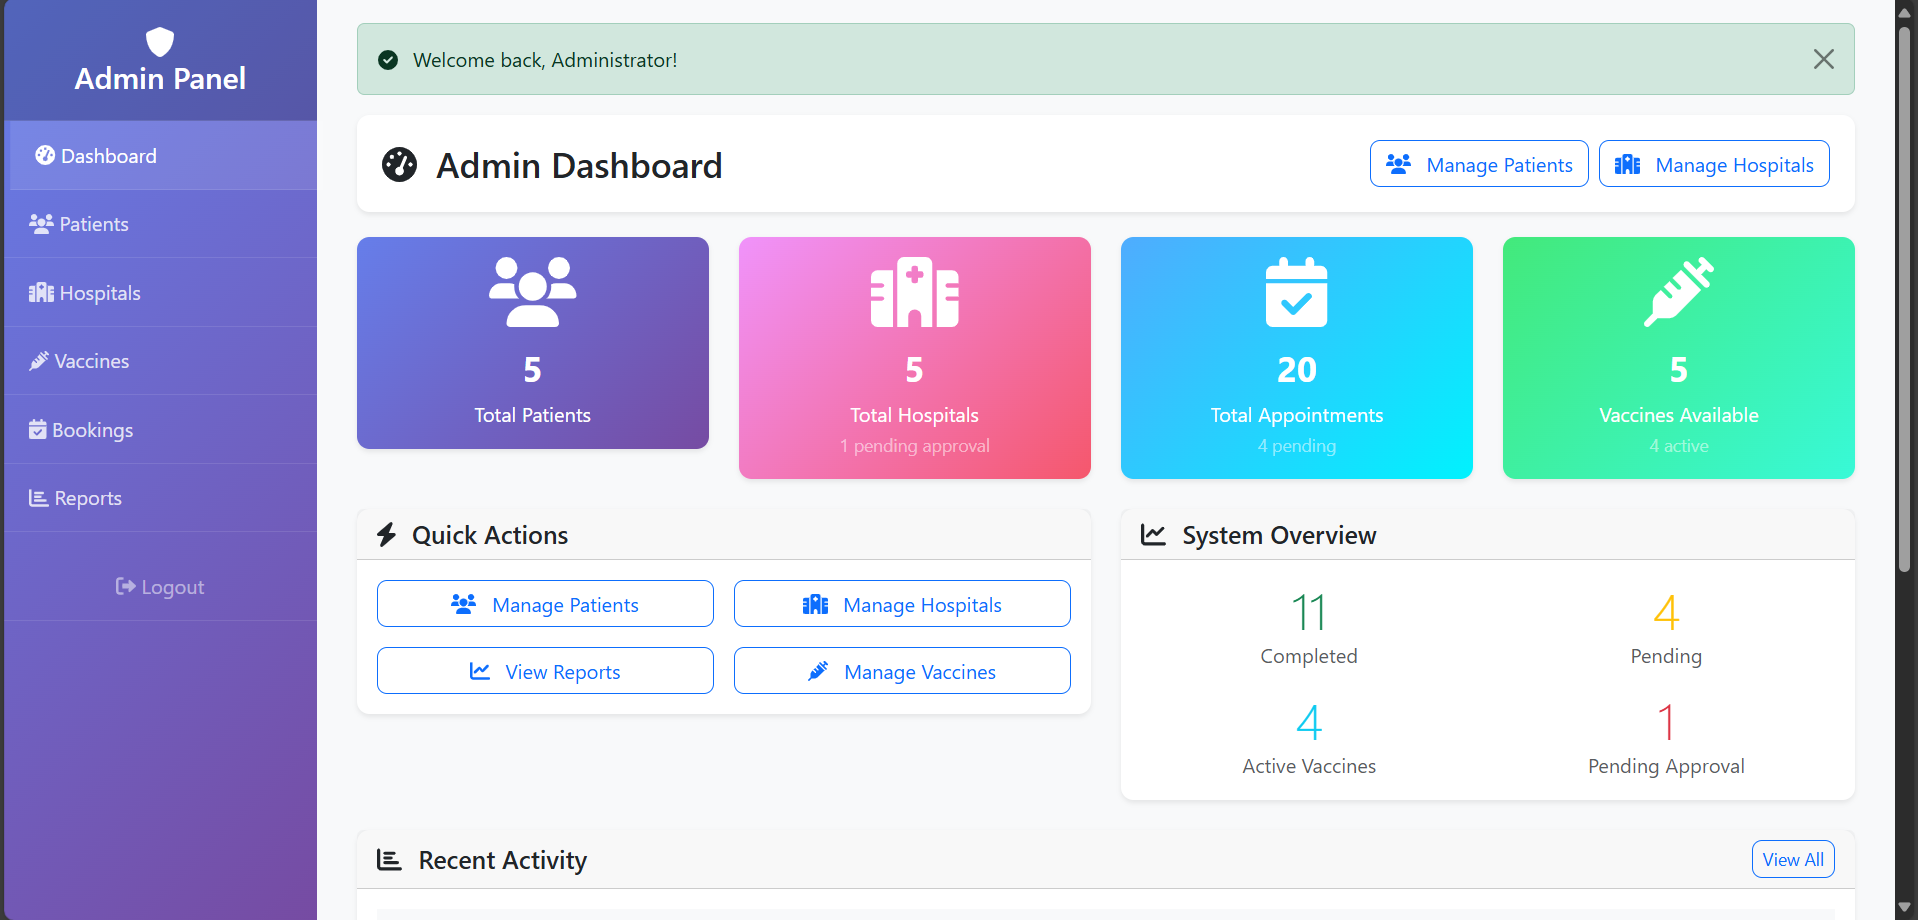 Admin Panel
Dashboard
Patients
Hospitals
Vaccines
Bookings
Reports
Logout
Welcome back, Administrator!
Admin Dashboard
Manage Patients
Manage Hospitals
5
Total Patients
5
Total Hospitals
1 pending approval
20
Total Appointments
4 pending
5
Vaccines Available
4 active
Quick Actions
Manage Patients
Manage Hospitals
View Reports
Manage Vaccines
System Overview
11
Completed
4
Pending
4
Active Vaccines
1
Pending Approval
Recent Activity
View All